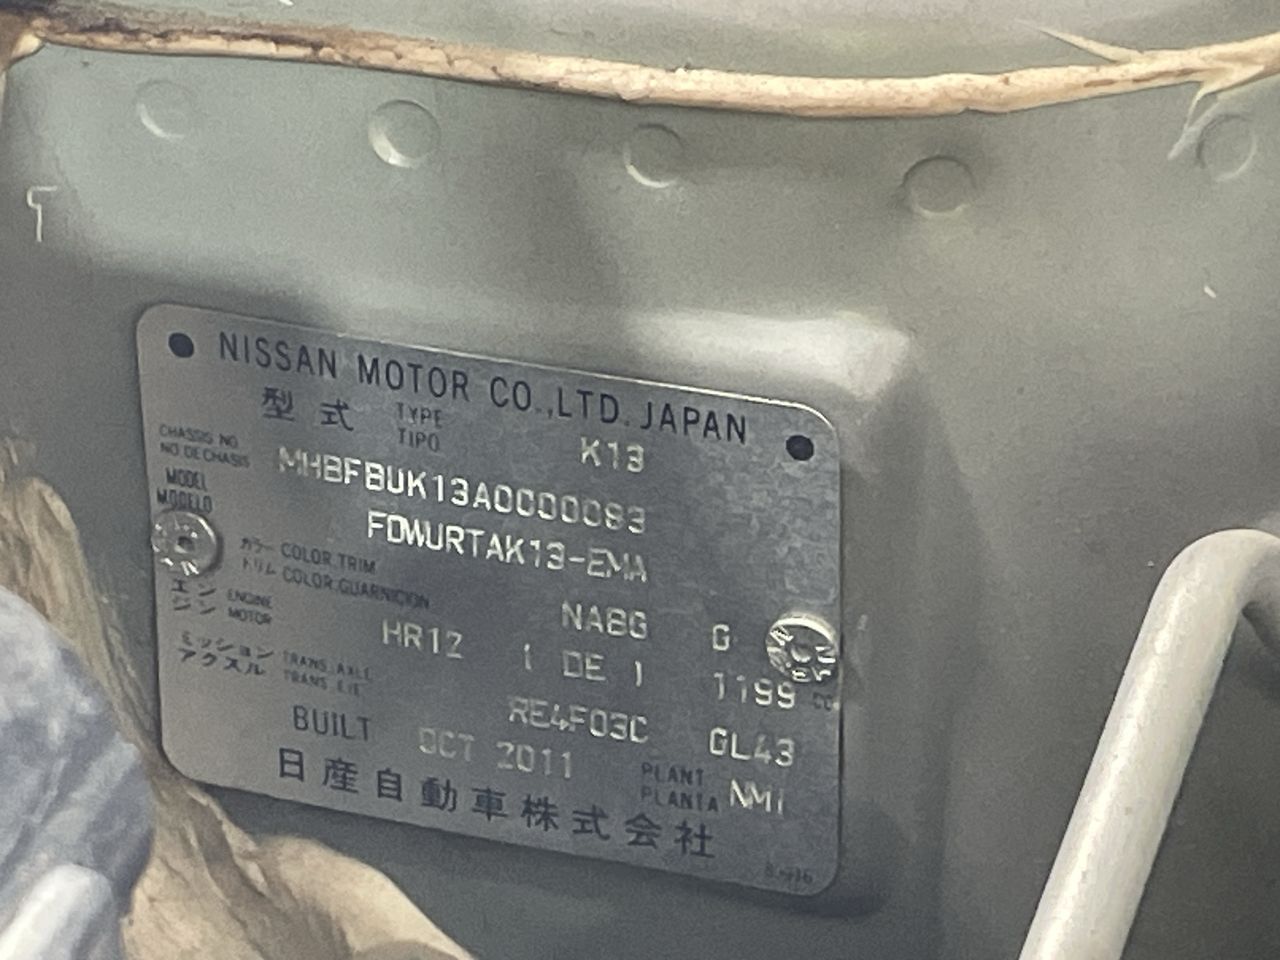 NISSAN MOTOR CO.,LTD. JAPAN
型式 TYPE TIPO K13
CHASSIS NO.
NO. DE CHASIS
MHBFBUK13A0000083
MODEL
MODELO
FDWURTAK13-EMA
カラー COLOR, TRIM
トリム COLOR, GUARNICION
NABG G
エン ENGINE
ジン MOTOR
HR12 1 DE 1 1199 CC
ミッション TRANS. AXLE
アクスル TRANS. EJE
RE4F03C GL43
BUILT OCT 2011
PLANT
PLANTA NMI
日産自動車株式会社